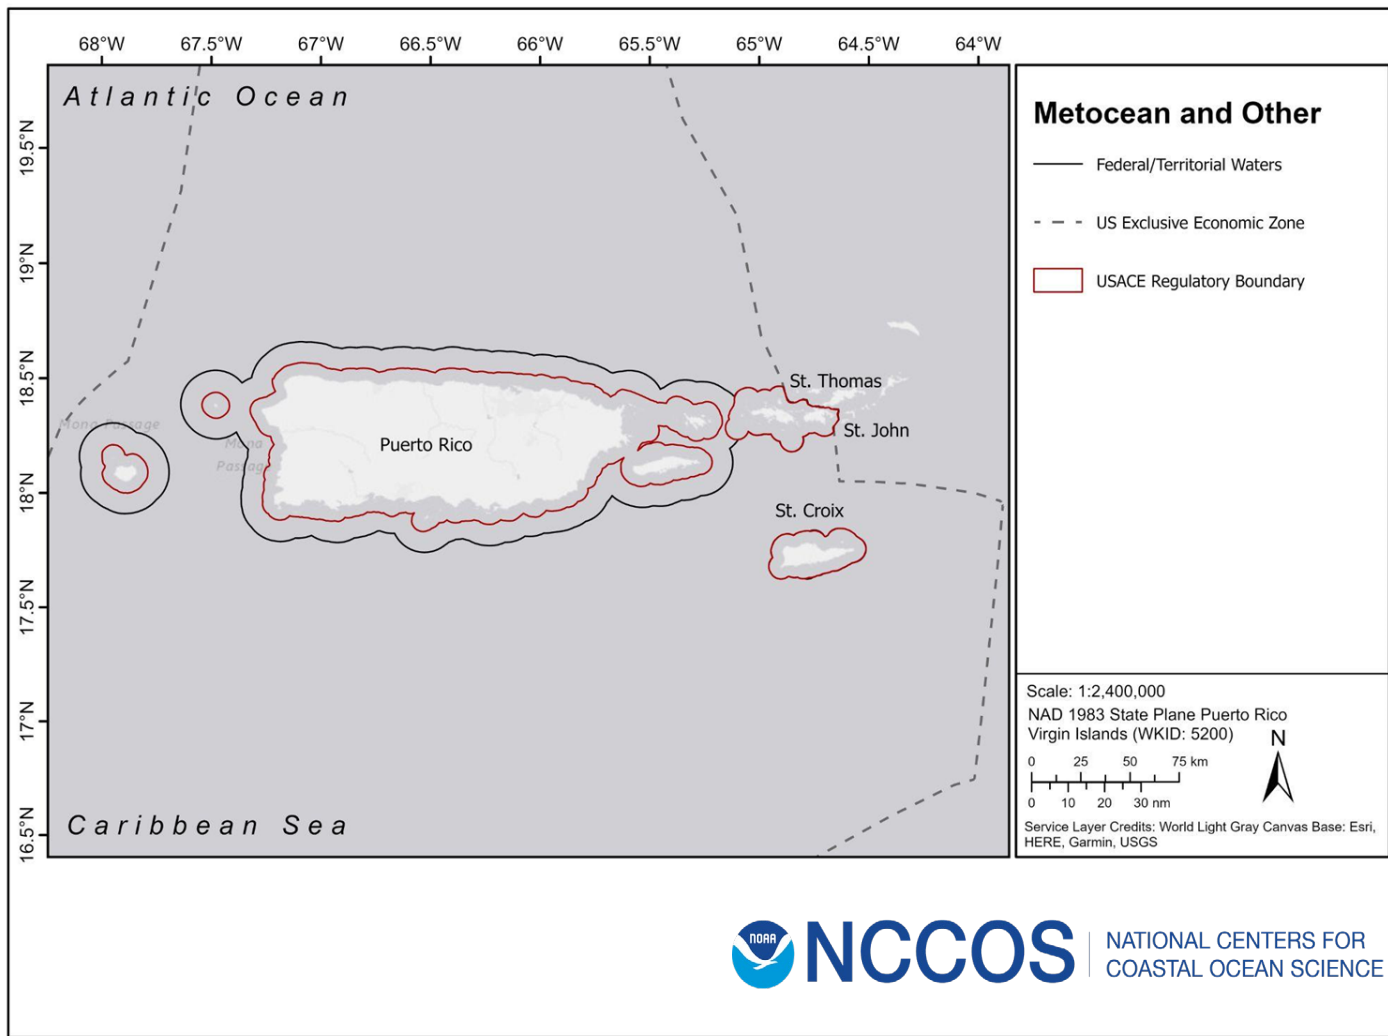 68°W 67.5°W 67°W 66.5°W 66°W 65.5°W 65°W 64.5°W 64°W
19.5°N
19°N
18.5°N
18°N
17.5°N
17°N
16.5°N
Atlantic Ocean
Mona Passage
Mona
Passage
Puerto Rico
St. Thomas
St. John
St. Croix
Caribbean Sea
Metocean and Other
Federal/Territorial Waters
US Exclusive Economic Zone
USACE Regulatory Boundary
Scale: 1:2,400,000
NAD 1983 State Plane Puerto Rico
Virgin Islands (WKID: 5200)
N
0 25 50 75 km
0 10 20 30 nm
Service Layer Credits: World Light Gray Canvas Base: Esri,
HERE, Garmin, USGS
NOAA
NCCOS
NATIONAL CENTERS FOR
COASTAL OCEAN SCIENCE